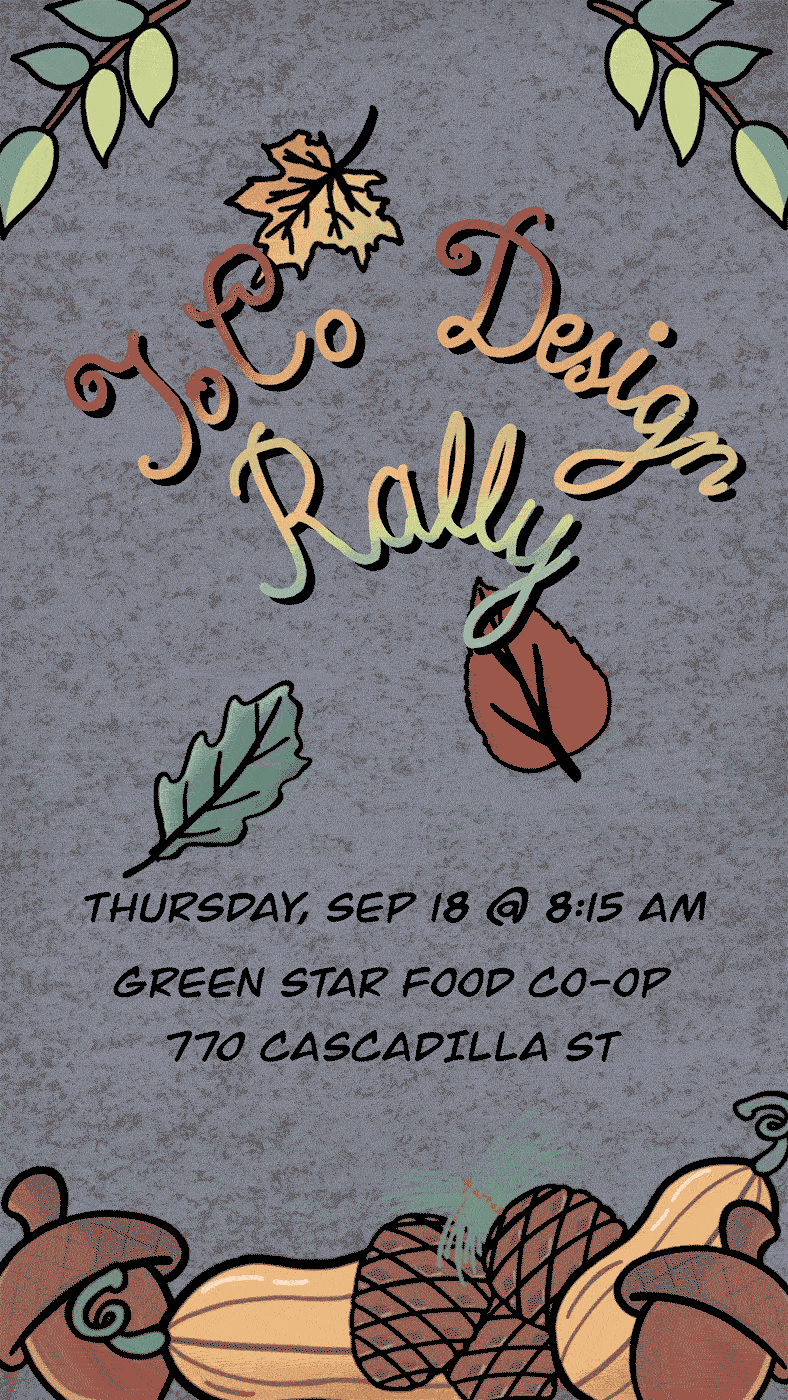 ToCo Design
Rally
THURSDAY, SEP 18 @ 8:15 AM
GREEN STAR FOOD CO-OP
770 CASCADILLA ST